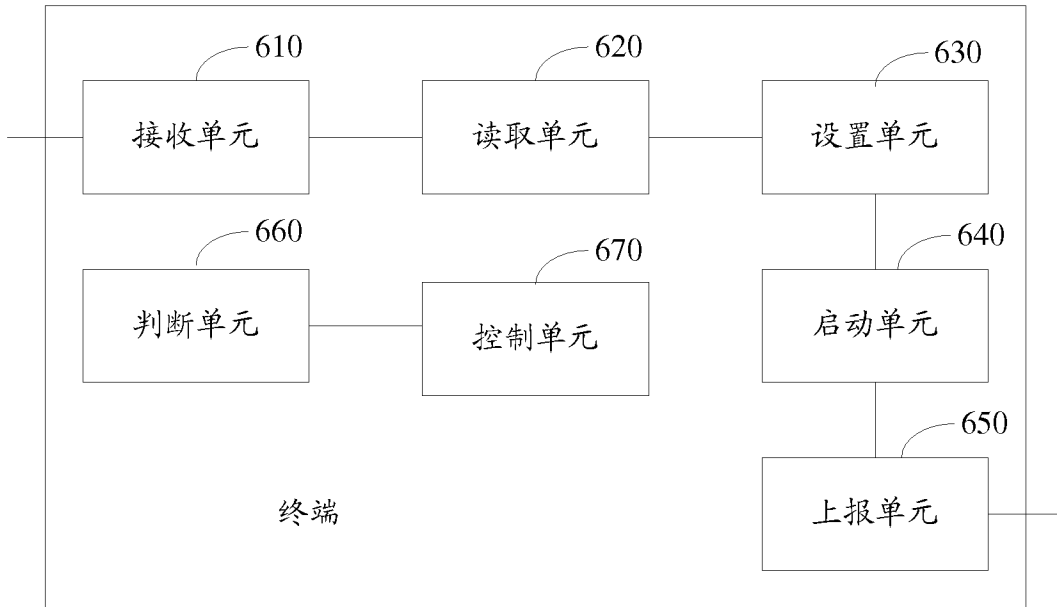 610
620
630
接收单元
读取单元
设置单元
660
670
640
判断单元
控制单元
启动单元
650
终端
上报单元